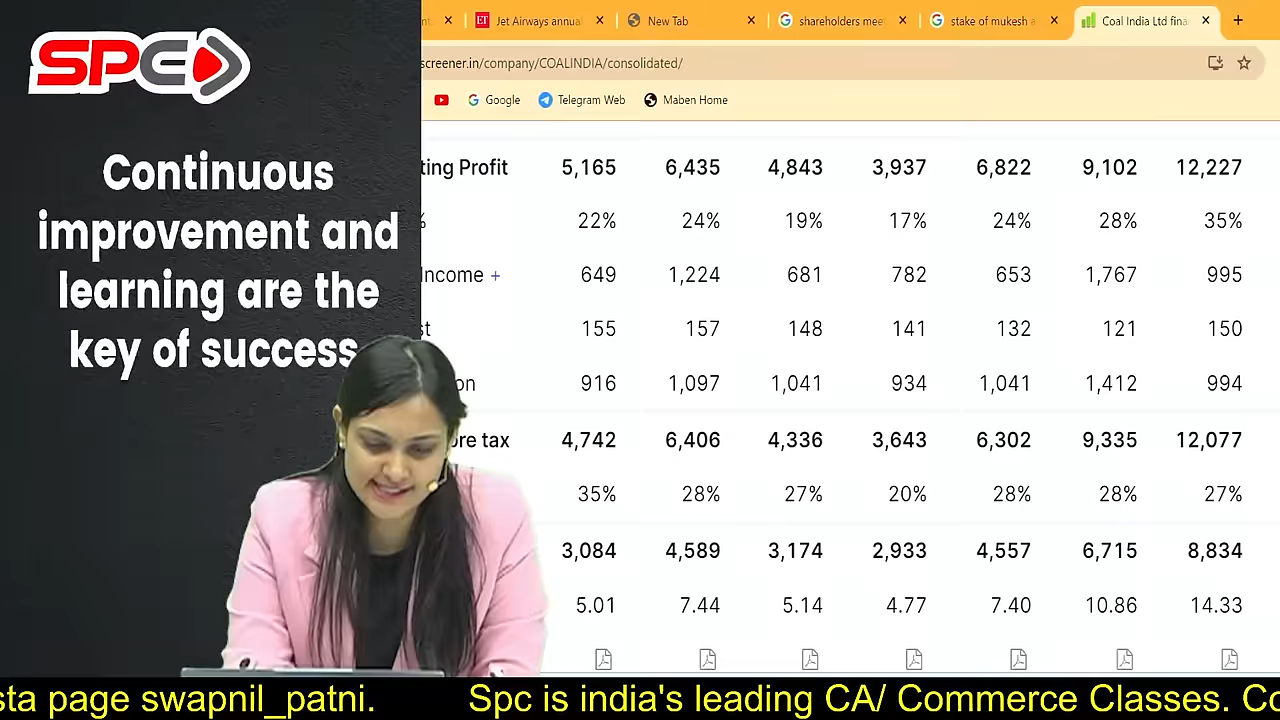 SPC
Continuous
improvement and
learning are the
key of success
Jet Airways annua
New Tab
shareholders mee
stake of mukesh a
Coal India Ltd fina
screener.in/company/COALINDIA/consolidated/
Google Telegram Web Maben Home
ting Profit 5,165 6,435 4,843 3,937 6,822 9,102 12,227
% 22% 24% 19% 17% 24% 28% 35%
Income + 649 1,224 681 782 653 1,767 995
st 155 157 148 141 132 121 150
on 916 1,097 1,041 934 1,041 1,412 994
ore tax 4,742 6,406 4,336 3,643 6,302 9,335 12,077
35% 28% 27% 20% 28% 28% 27%
3,084 4,589 3,174 2,933 4,557 6,715 8,834
5.01 7.44 5.14 4.77 7.40 10.86 14.33
sta page swapnil_patni. Spc is india's leading CA/ Commerce Classes. Co